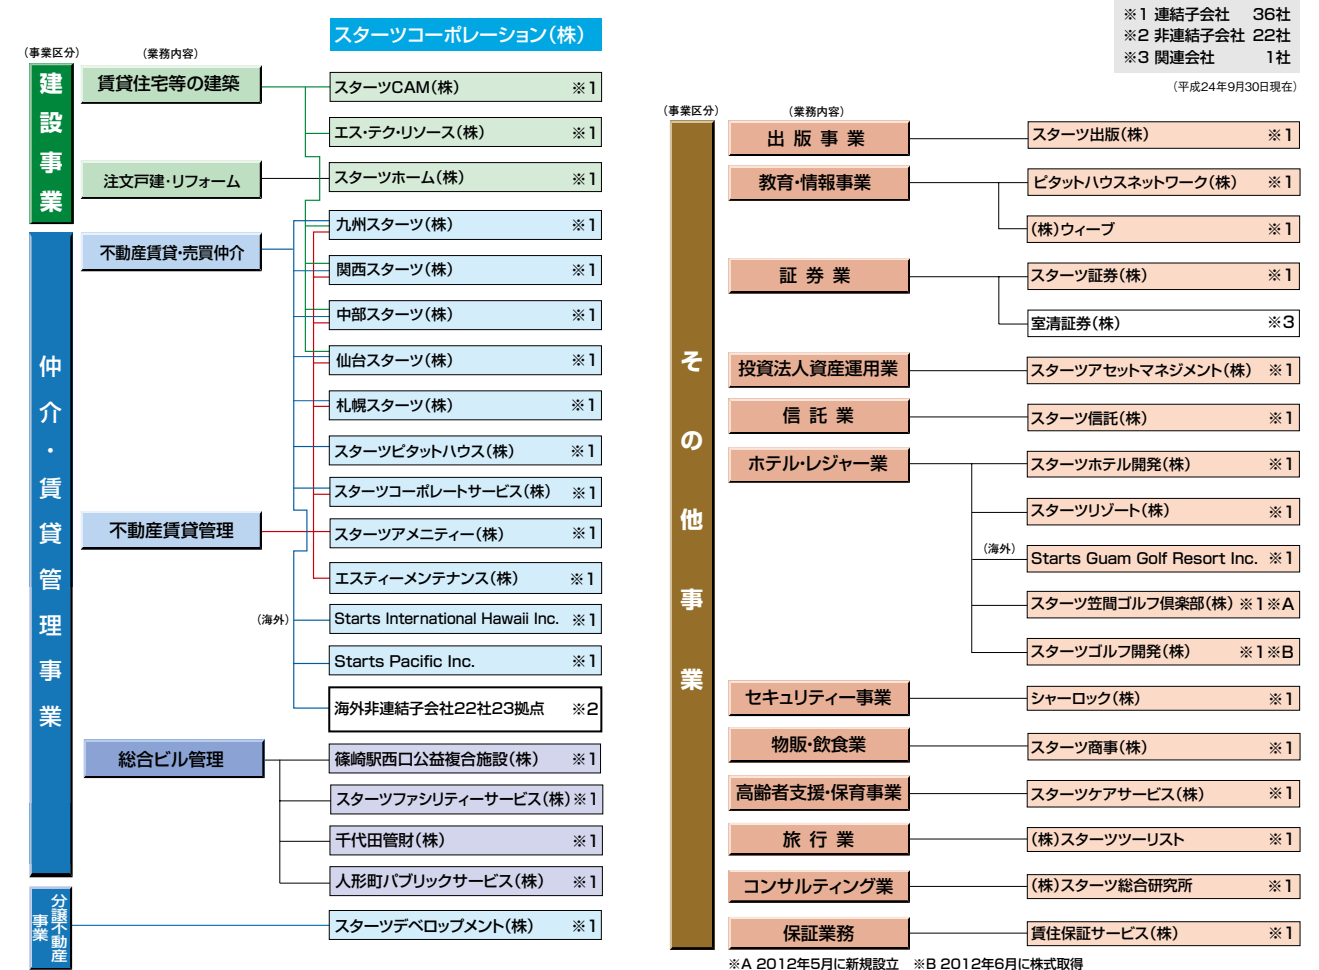 スターツコーポレーション(株)
※1 連結子会社 36社
※2 非連結子会社 22社
※3 関連会社 1社
(平成24年9月30日現在)
(事業区分)
(業務内容)
建設事業
賃貸住宅等の建築
スターツCAM(株) ※1
エス・テク・リソース(株) ※1
注文戸建・リフォーム
スターツホーム(株) ※1
仲介・賃貸管理事業
不動産賃貸・売買仲介
九州スターツ(株) ※1
関西スターツ(株) ※1
中部スターツ(株) ※1
仙台スターツ(株) ※1
札幌スターツ(株) ※1
スターツピタットハウス(株) ※1
スターツコーポレートサービス(株) ※1
不動産賃貸管理
スターツアメニティー(株) ※1
エスティーメンテナンス(株) ※1
(海外)
Starts International Hawaii Inc. ※1
Starts Pacific Inc. ※1
海外非連結子会社22社23拠点 ※2
総合ビル管理
篠崎駅西口公益複合施設(株) ※1
スターツファシリティーサービス(株)※1
千代田管財(株) ※1
人形町パブリックサービス(株) ※1
分譲不動産事業
スターツデベロップメント(株) ※1
(事業区分)
(業務内容)
その他事業
出版事業
スターツ出版(株) ※1
教育・情報事業
ピタットハウスネットワーク(株) ※1
(株)ウィーブ ※1
証券業
スターツ証券(株) ※1
室清証券(株) ※3
投資法人資産運用業
スターツアセットマネジメント(株) ※1
信託業
スターツ信託(株) ※1
ホテル・レジャー業
スターツホテル開発(株) ※1
スターツリゾート(株) ※1
(海外)
Starts Guam Golf Resort Inc. ※1
スターツ笠間ゴルフ倶楽部(株) ※1※A
スターツゴルフ開発(株) ※1※B
セキュリティー事業
シャーロック(株) ※1
物販・飲食業
スターツ商事(株) ※1
高齢者支援・保育事業
スターツケアサービス(株) ※1
旅行業
(株)スターツツーリスト ※1
コンサルティング業
(株)スターツ総合研究所 ※1
保証業務
賃住保証サービス(株) ※1
※A 2012年5月に新規設立 ※B 2012年6月に株式取得